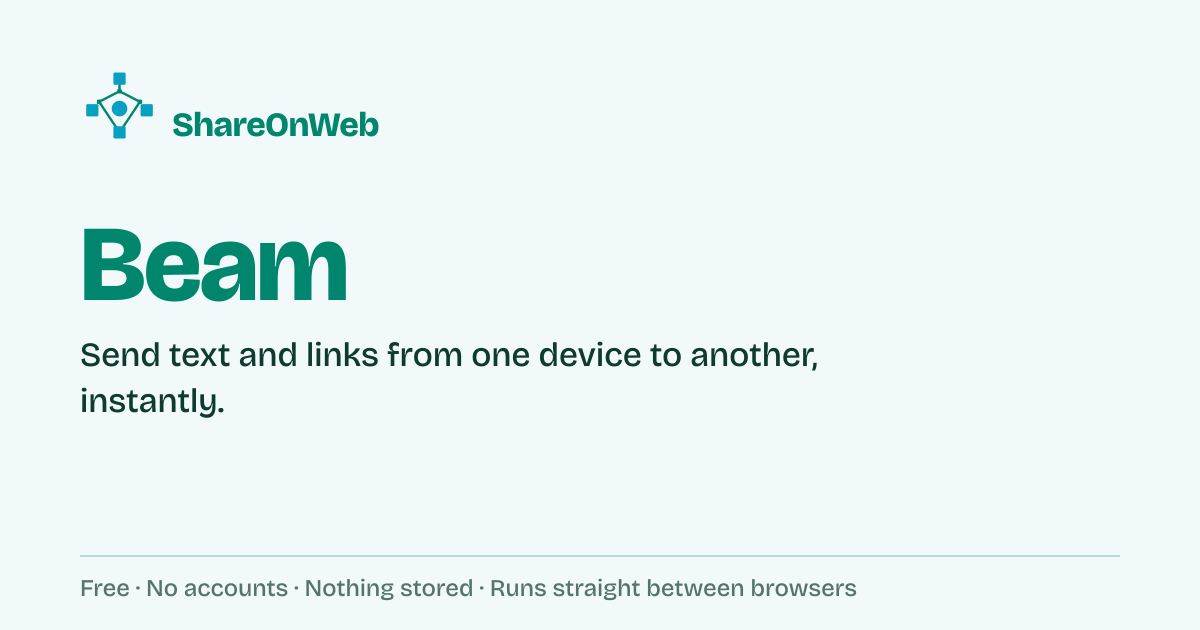 ShareOnWeb
Beam
Send text and links from one device to another,
instantly.
Free · No accounts · Nothing stored · Runs straight between browsers